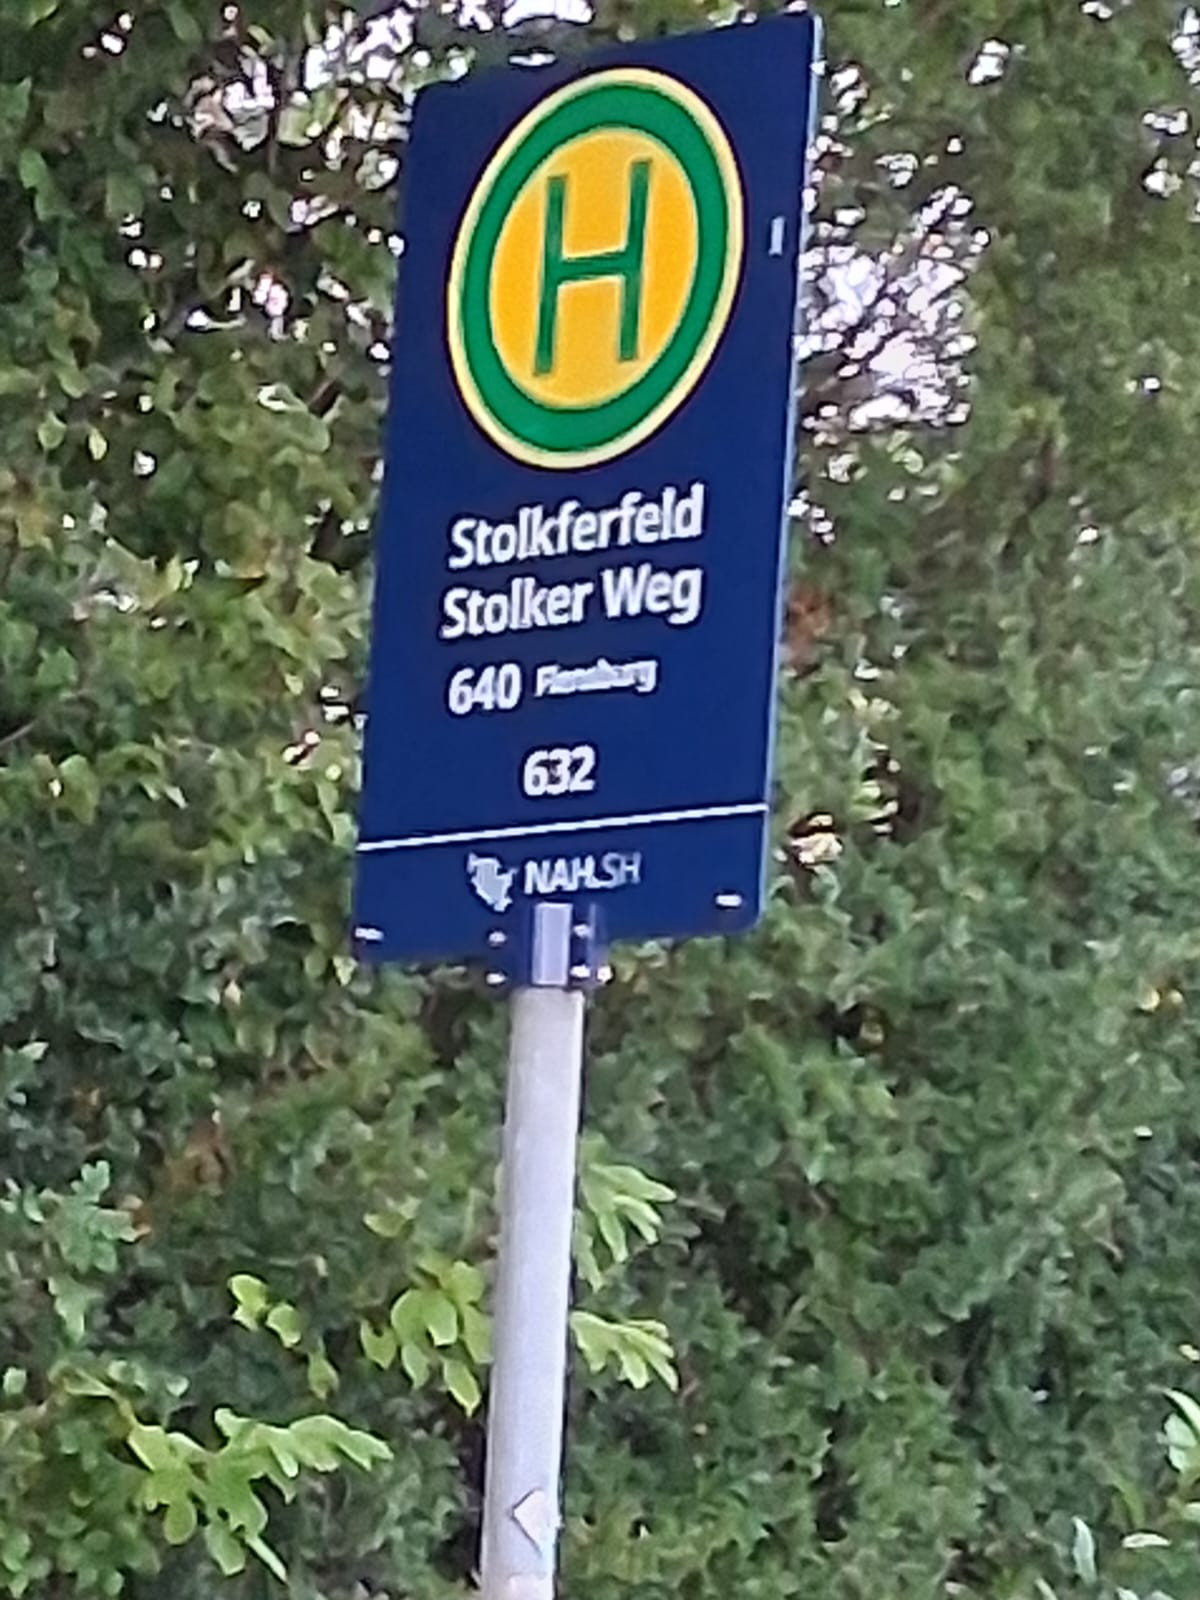 H
Stolkferfeld
Stolker Weg
640 Flensburg
632
NAH.SH